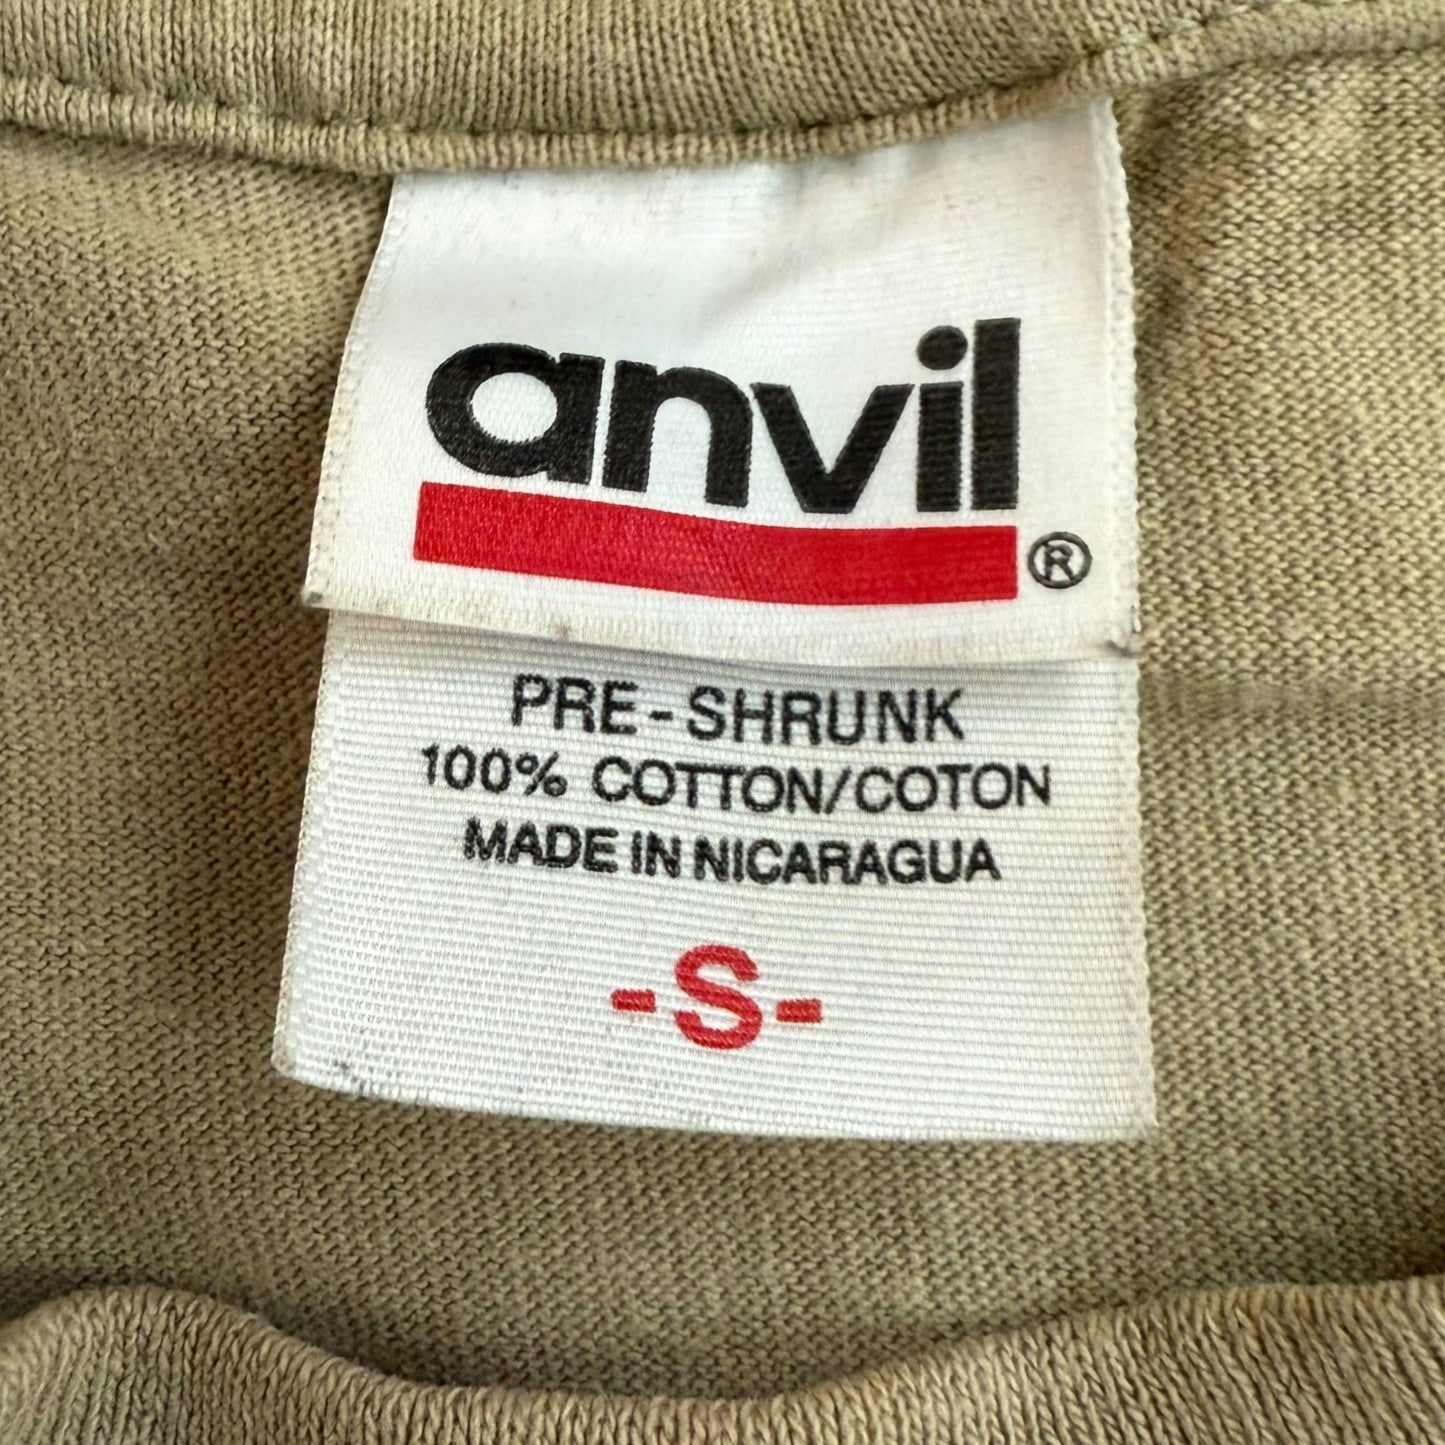 anvil®
PRE-SHRUNK
100% COTTON/COTON
MADE IN NICARAGUA
-S-